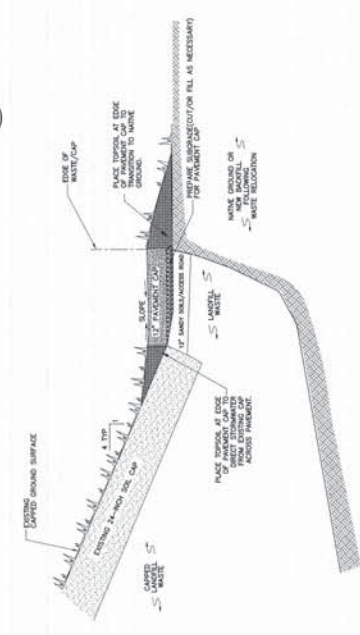 EXISTING
CAPPED GROUND SURFACE
4 TYP.
1
EXISTING 24-INCH SOIL CAP
CAPPED
LANDFILL
WASTE
SLOPE
12" PAVEMENT CAP
12" SANDY SOILS/ACCESS ROAD
LANDFILL
WASTE
PLACE TOPSOIL AT EDGE
OF PAVEMENT CAP TO
DIRECT STORMWATER
FROM EXISTING CAP
ACROSS PAVEMENT.
EDGE OF
WASTE/CAP
PLACE TOPSOIL AT EDGE
OF PAVEMENT CAP TO
TRANSITION TO NATIVE
GROUND.
PREPARE SUBGRADE(CUT/OR FILL AS NECESSARY)
FOR PAVEMENT CAP
NATIVE GROUND OR
NEW BACKFILL
FOLLOWING
WASTE RELOCATION